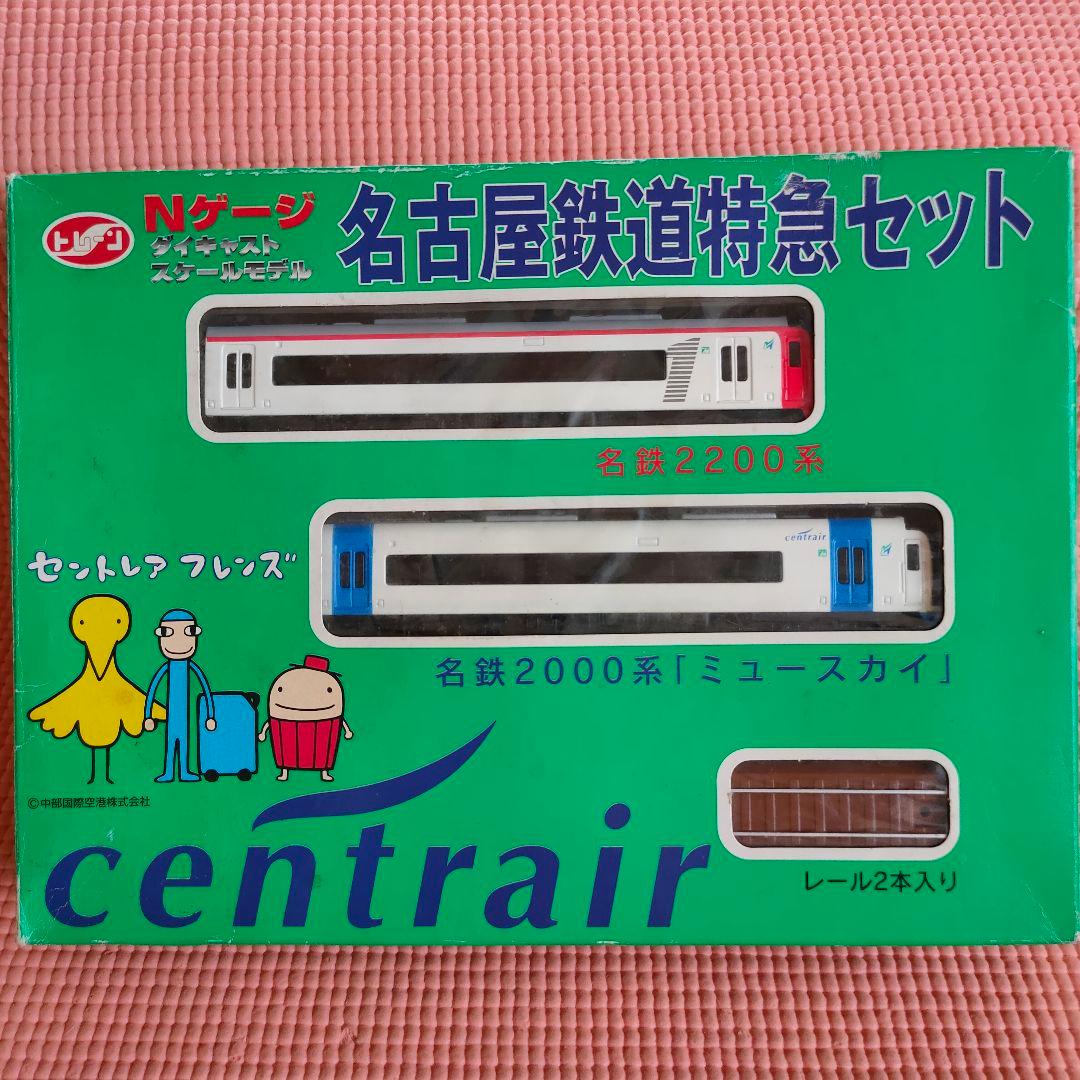 トレーン
Nゲージ
ダイキャスト
スケールモデル
名古屋鉄道特急セット
名鉄2200系
centrair
名鉄2000系「ミュースカイ」
セントレア フレンズ
©中部国際空港株式会社
centrair
レール2本入り